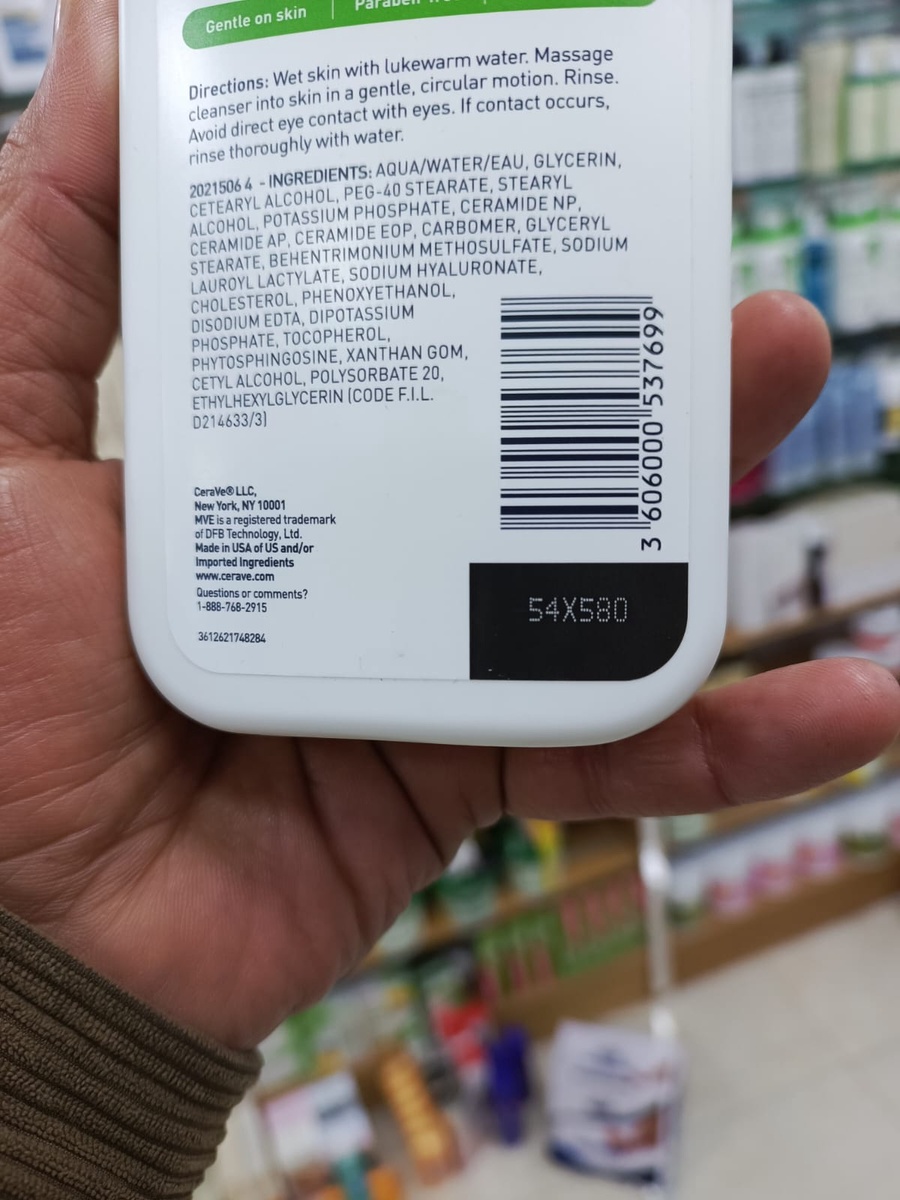 Gentle on skin
Directions: Wet skin with lukewarm water. Massage
cleanser into skin in a gentle, circular motion. Rinse.
Avoid direct eye contact with eyes. If contact occurs,
rinse thoroughly with water.
2021506 4 - INGREDIENTS: AQUA/WATER/EAU, GLYCERIN,
CETEARYL ALCOHOL, PEG-40 STEARATE, STEARYL
ALCOHOL, POTASSIUM PHOSPHATE, CERAMIDE NP,
CERAMIDE AP, CERAMIDE EOP, CARBOMER, GLYCERYL
STEARATE, BEHENTRIMONIUM METHOSULFATE, SODIUM
LAUROYL LACTYLATE, SODIUM HYALURONATE,
CHOLESTEROL, PHENOXYETHANOL,
DISODIUM EDTA, DIPOTASSIUM
PHOSPHATE, TOCOPHEROL,
PHYTOSPHINGOSINE, XANTHAN GOM,
CETYL ALCOHOL, POLYSORBATE 20,
ETHYLHEXYLGLYCERIN (CODE F.I.L.
D214633/3)
3 606000 537699
CeraVe® LLC,
New York, NY 10001
MVE is a registered trademark
of DFB Technology, Ltd.
Made in USA of US and/or
Imported Ingredients
www.cerave.com
Questions or comments?
1-888-768-2915
3612621748284
54X580